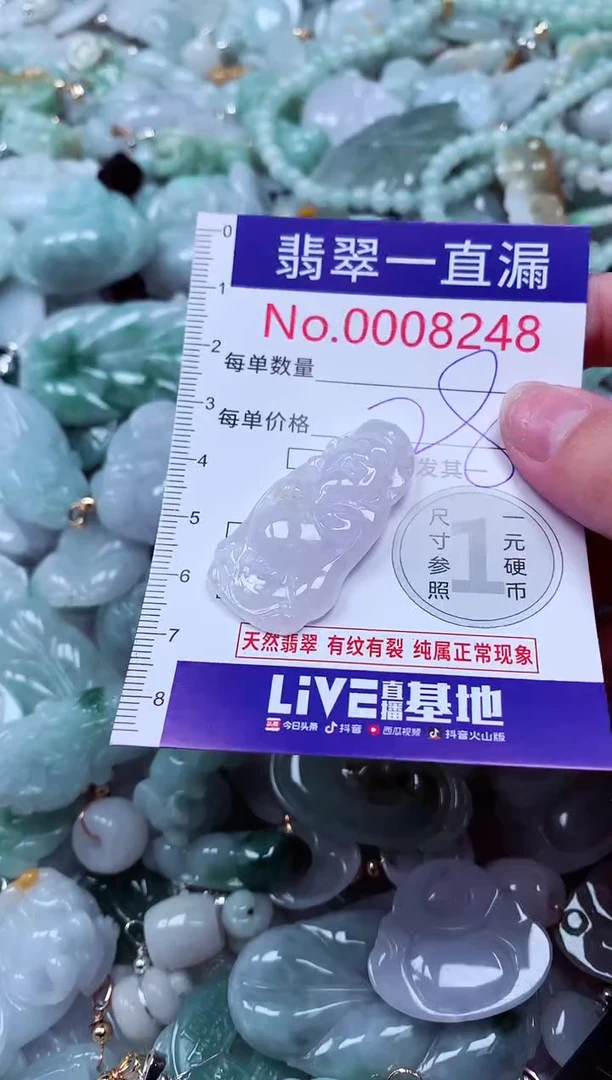 翡翠一直漏
No.0008248
每单数量
每单价格 28
发其一
尺寸参照 1 一元硬币
天然翡翠 有纹有裂 纯属正常现象
LiVE直播基地
头条 今日头条 抖音 西瓜视频 抖音火山版
0
1
2
3
4
5
6
7
8